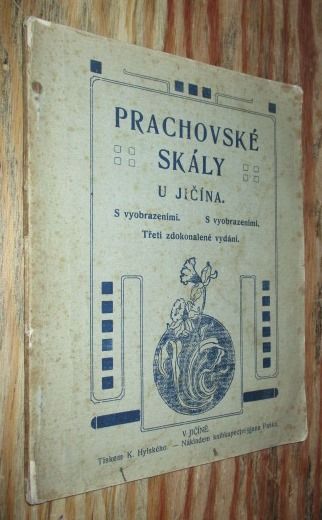 PRACHOVSKÉ
SKÁLY
U JIČÍNA.
S vyobrazeními. S vyobrazeními.
Třetí zdokonalené vydání.
V JIČÍNĚ.
Tiskem K. Hylského. — Nákladem knihkupectví Jana Paška.